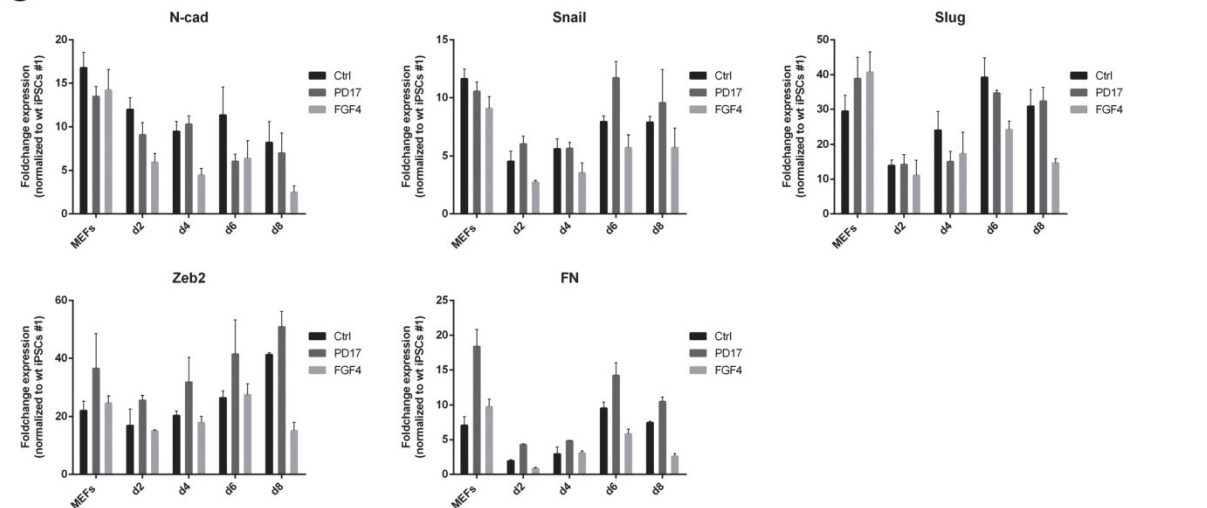 N-cad
Foldchange expression
(normalized to wt iPSCs #1)
20
15
10
5
0
MEFs
d2
d4
d6
d8
Ctrl
PD17
FGF4
Snail
Foldchange expression
(normalized to wt iPSCs #1)
15
10
5
0
MEFs
d2
d4
d6
d8
Ctrl
PD17
FGF4
Slug
Foldchange expression
(normalized to wt iPSCs #1)
50
40
30
20
10
0
MEFs
d2
d4
d6
d8
Ctrl
PD17
FGF4
Zeb2
Foldchange expression
(normalized to wt iPSCs #1)
60
40
20
0
MEFs
d2
d4
d6
d8
Ctrl
PD17
FGF4
FN
Foldchange expression
(normalized to wt iPSCs #1)
25
20
15
10
5
0
MEFs
d2
d4
d6
d8
Ctrl
PD17
FGF4